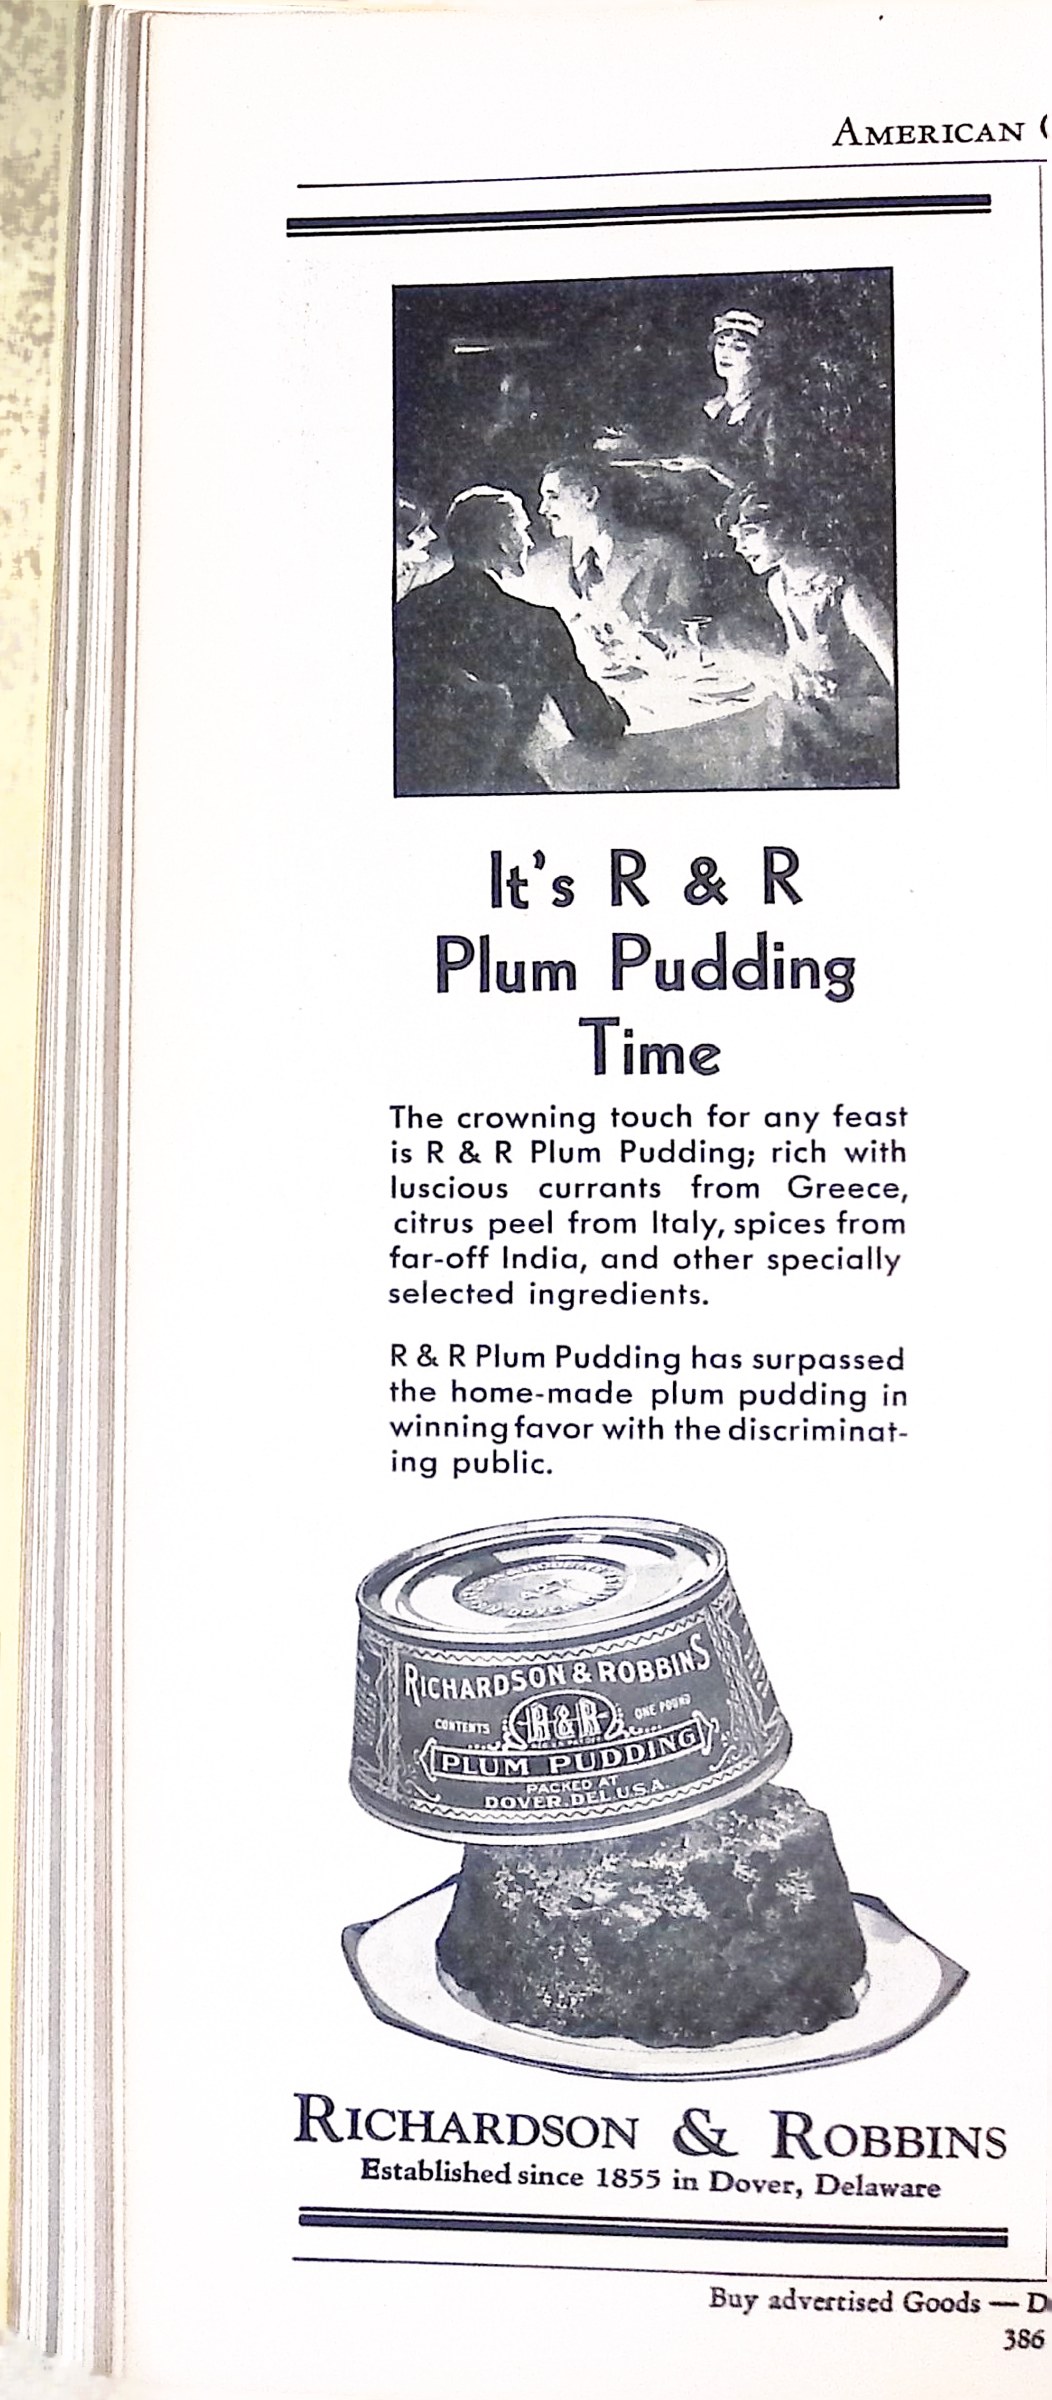 AMERICAN
It's R & R
Plum Pudding
Time
The crowning touch for any feast
is R & R Plum Pudding; rich with
luscious currants from Greece,
citrus peel from Italy, spices from
far-off India, and other specially
selected ingredients.
R & R Plum Pudding has surpassed
the home-made plum pudding in
winning favor with the discriminat-
ing public.
RICHARDSON & ROBBINS
CONTENTS R&R ONE POUND
PLUM PUDDING
PACKED AT
DOVER, DEL. U.S.A.
RICHARDSON & ROBBINS
Established since 1855 in Dover, Delaware
Buy advertised Goods — D
386